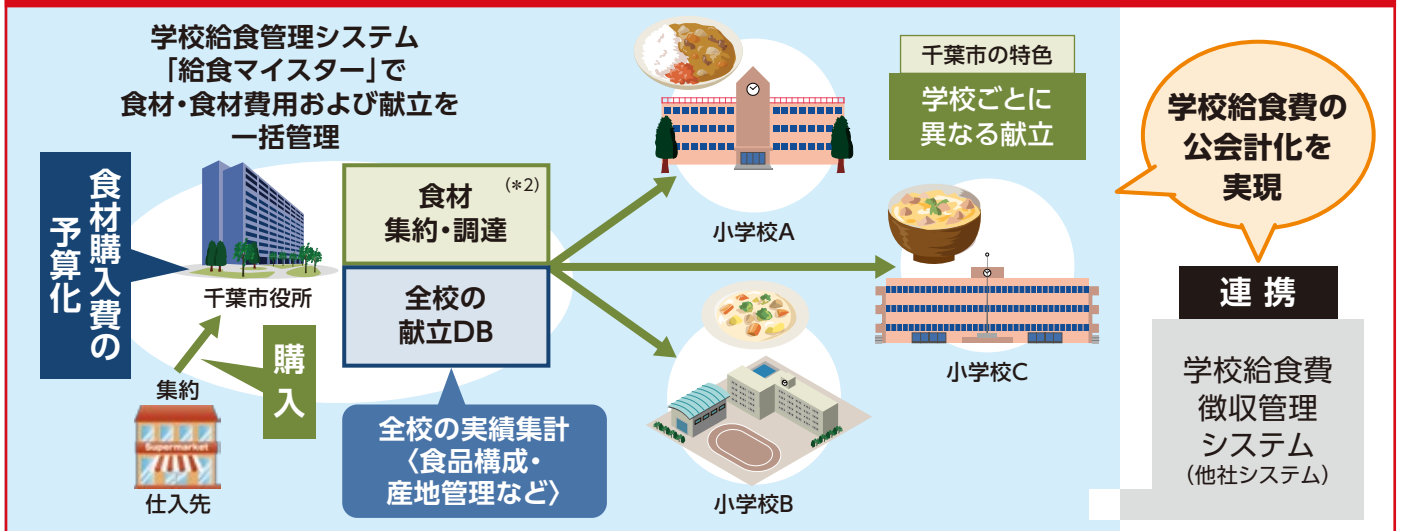 学校給食管理システム
「給食マイスター」で
食材・食材費用および献立を
一括管理
食材購入費の
予算化
千葉市役所
購入
集約
Supermarket
仕入先
食材 (*2)
集約・調達
全校の
献立DB
全校の実績集計
〈食品構成・
産地管理など〉
小学校A
小学校B
小学校C
千葉市の特色
学校ごとに
異なる献立
学校給食費の
公会計化を
実現
連携
学校給食費
徴収管理
システム
(他社システム)